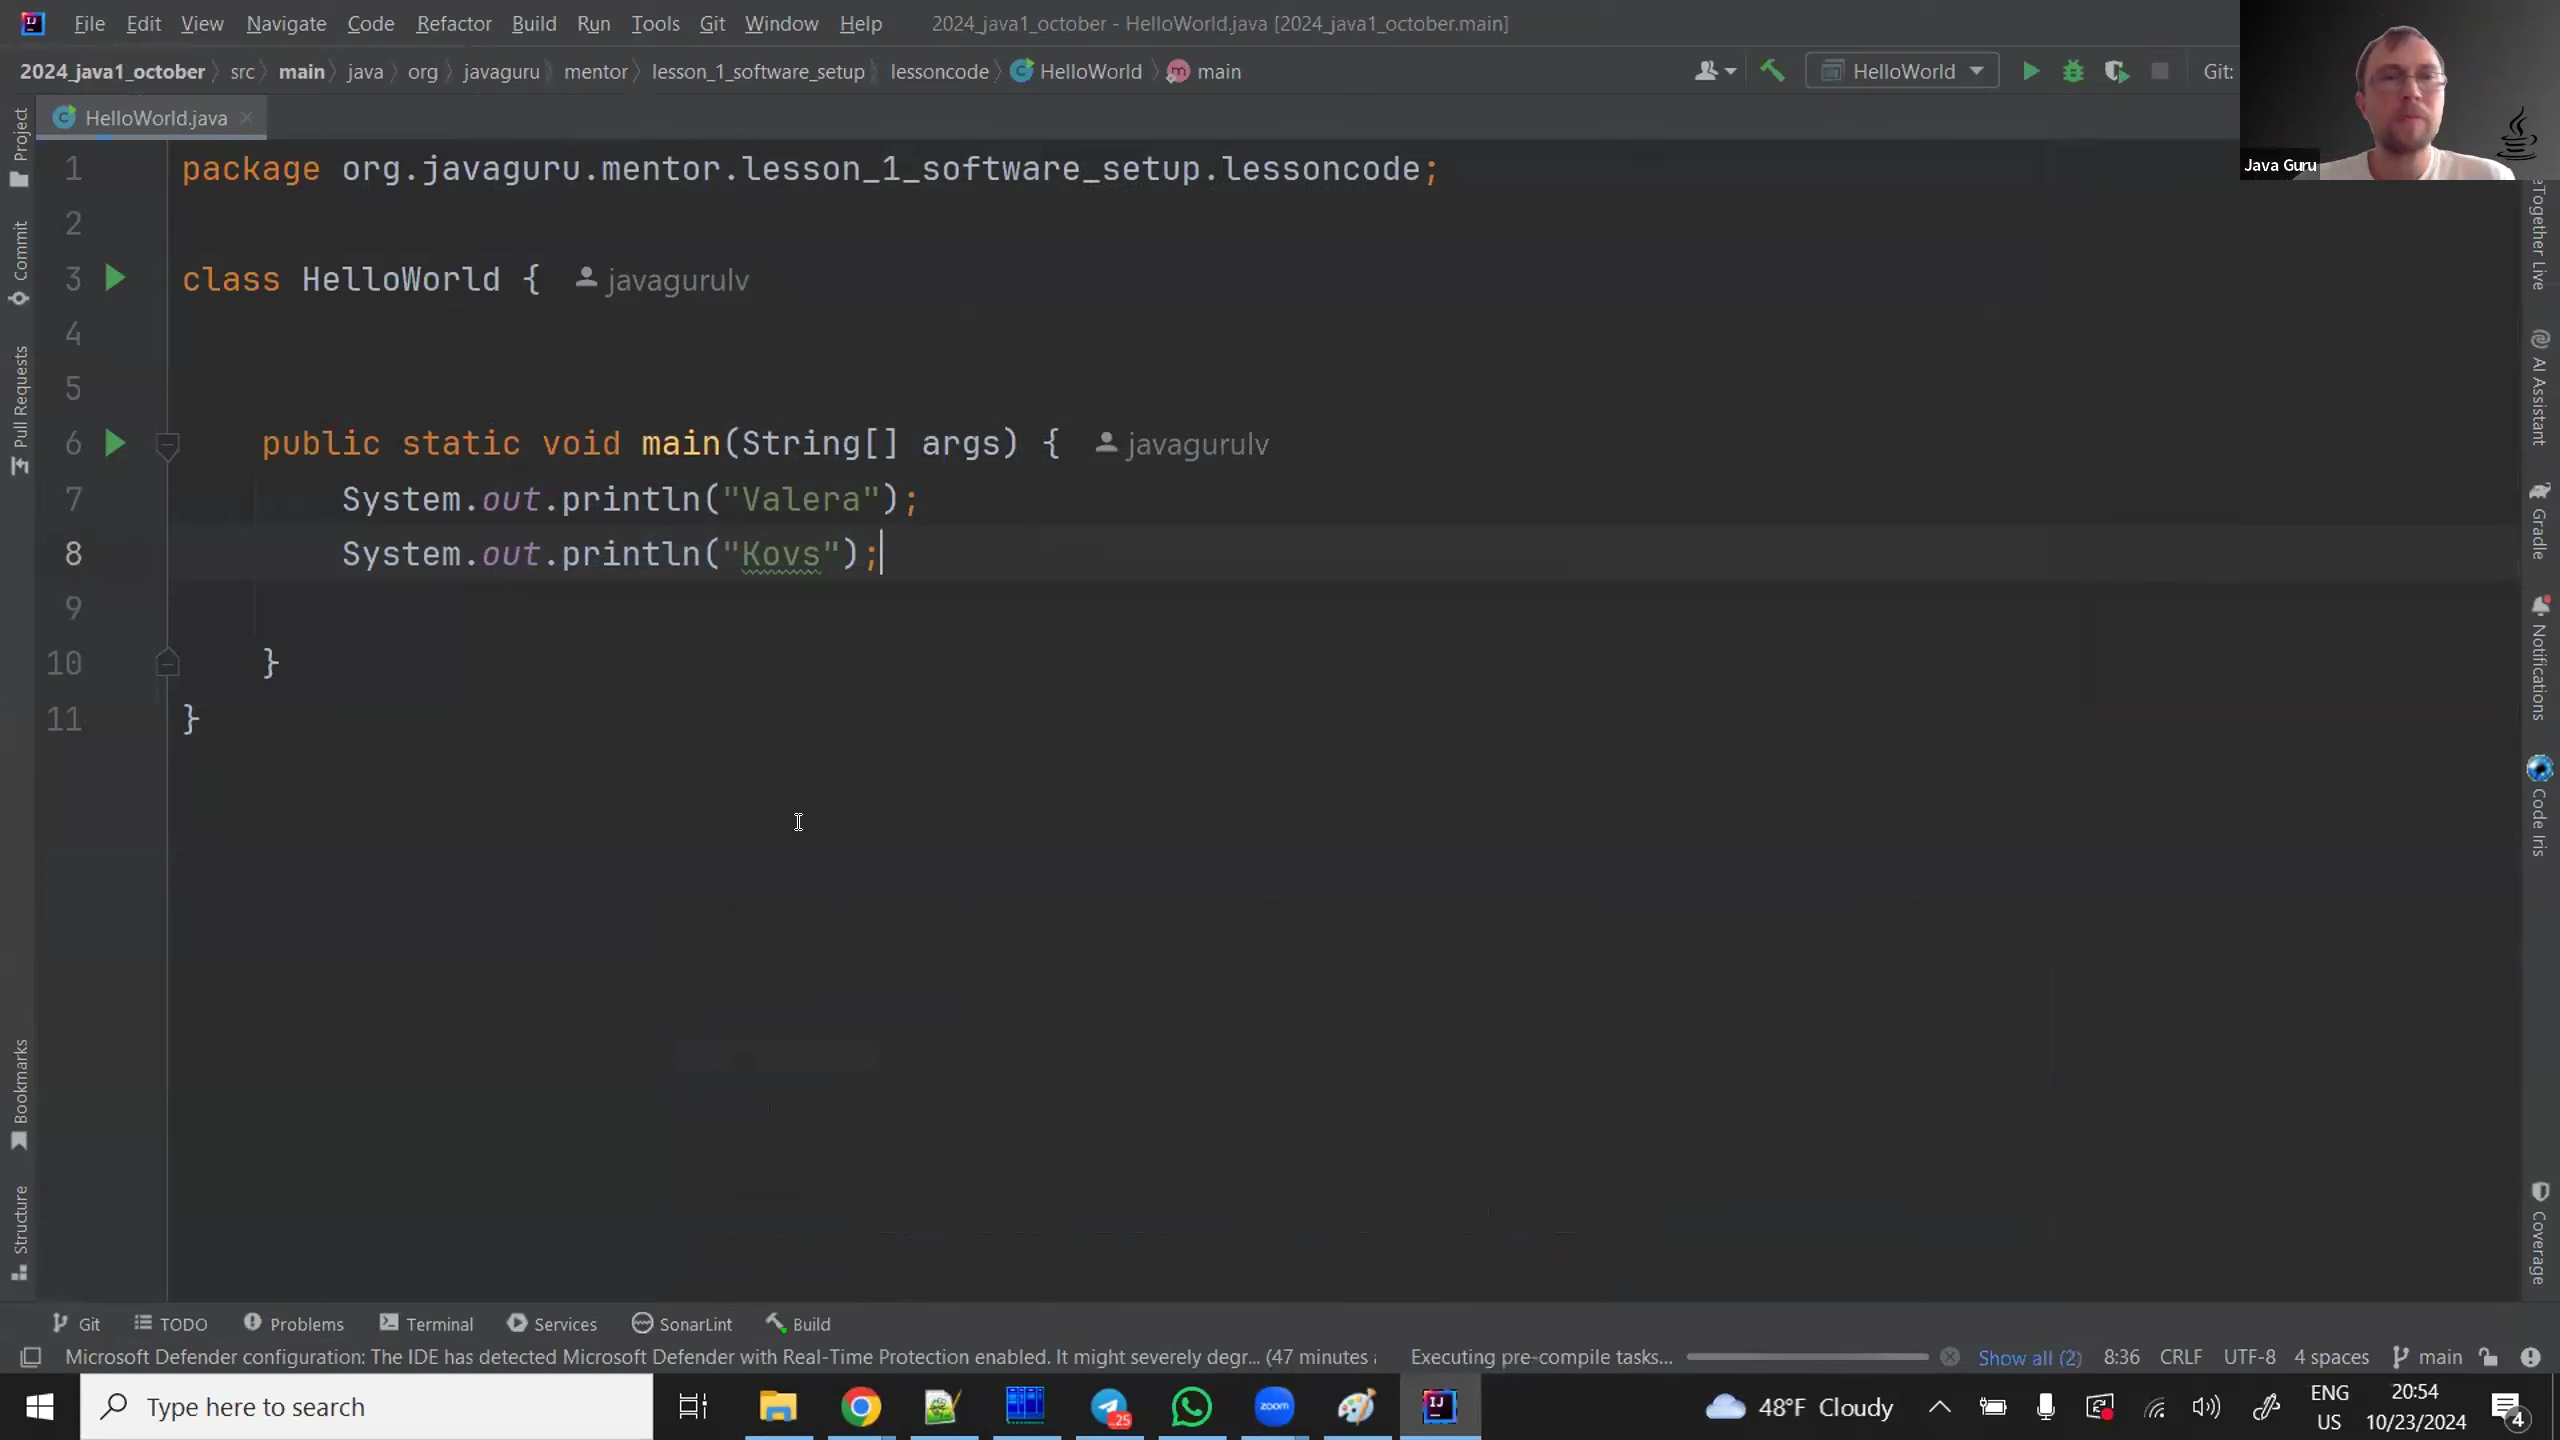 File Edit View Navigate Code Refactor Build Run Tools Git Window Help 2024_java1_october - HelloWorld.java [2024_java1_october.main]
2024_java1_october src main java org javaguru mentor lesson_1_software_setup lessoncode HelloWorld main HelloWorld Git:
HelloWorld.java
Java Guru
1 package org.javaguru.mentor.lesson_1_software_setup.lessoncode;
2
3 class HelloWorld { javagurulv
4
5
6 public static void main(String[] args) { javagurulv
7 System.out.println("Valera");
8 System.out.println("Kovs");
9
10 }
11 }
Project
Commit
Pull Requests
Bookmarks
Structure
eTogether Live
AI Assistant
Gradle
Notifications
Code Iris
Coverage
Git TODO Problems Terminal Services SonarLint Build
Microsoft Defender configuration: The IDE has detected Microsoft Defender with Real-Time Protection enabled. It might severely degr... (47 minutes Executing pre-compile tasks... Show all (2) 8:36 CRLF UTF-8 4 spaces main
Type here to search 25 zoom IJ 48°F Cloudy ENG US 20:54 10/23/2024 4